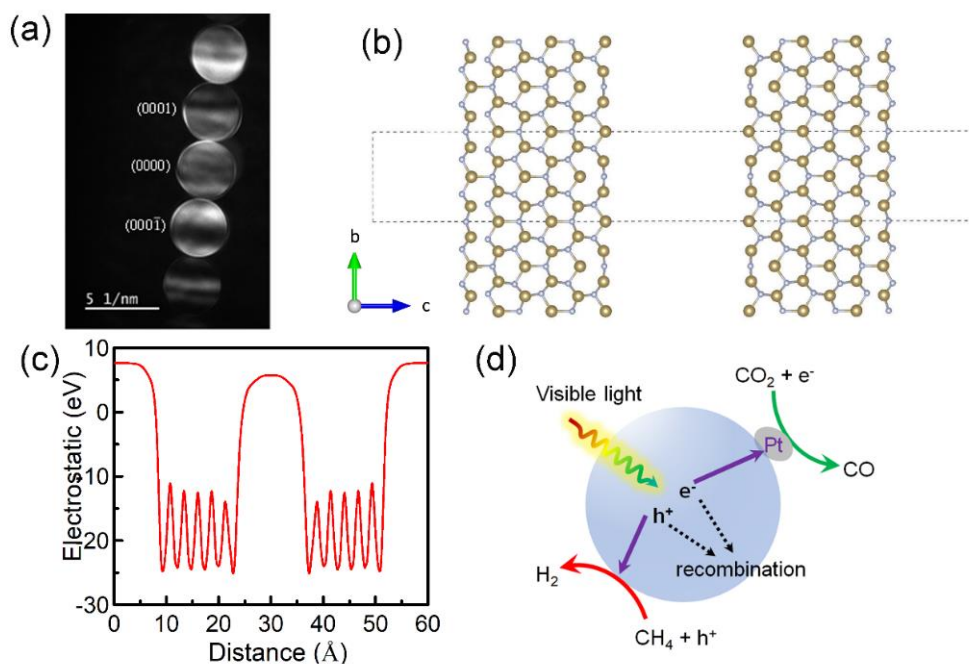 (a)
(0001)
(0000)
(0001̄)
5 1/nm
(b)
b
c
(c)
Electrostatic (eV)
10
0
-10
-20
-30
0 10 20 30 40 50 60
Distance (Å)
(d)
Visible light
CO₂ + e⁻
Pt
CO
e⁻
h⁺
recombination
H₂
CH₄ + h⁺